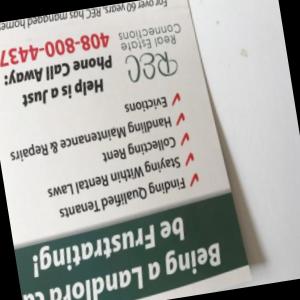 Being a Landlord ca
be Frustrating!
✓ Finding Qualified Tenants
✓ Staying Within Rental Laws
✓ Collecting Rent
✓ Handling Maintenance & Repairs
✓ Evictions
REC
Real Estate
Connections
Help is a Just
Phone Call Away:
408-800-4437
For over 60 years, REC has managed home